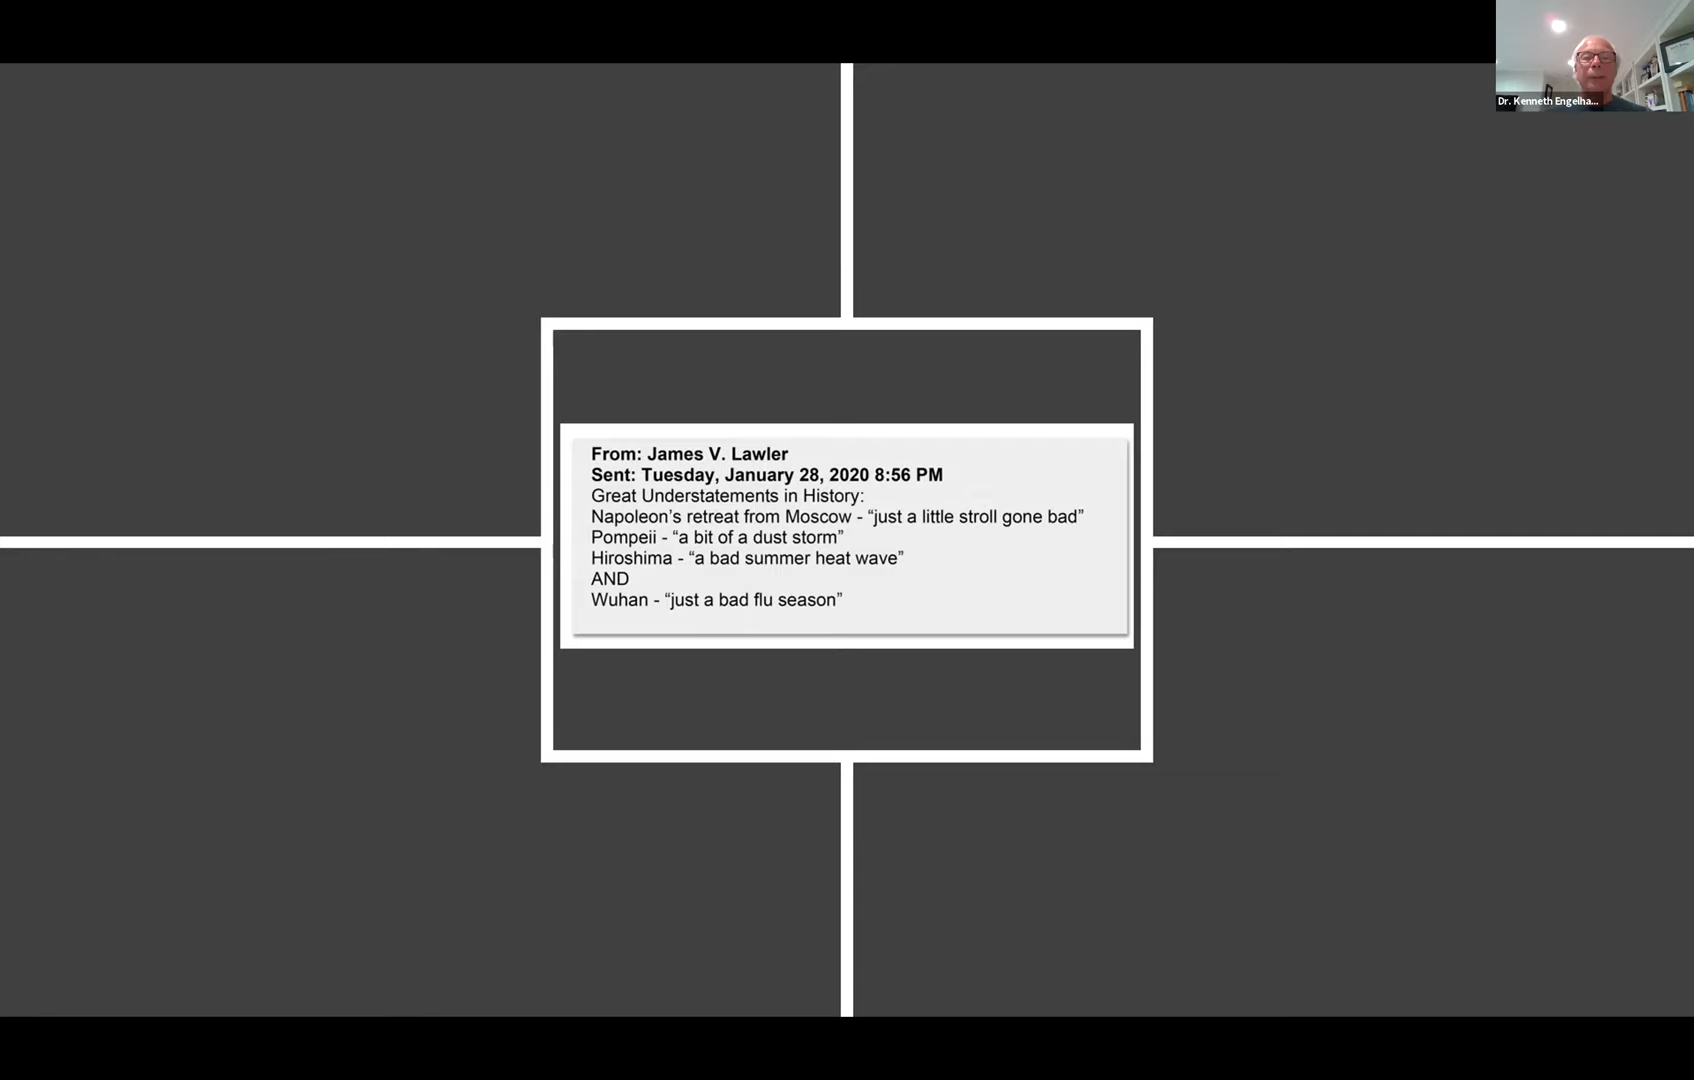 Dr. Kenneth Engelha...
From: James V. Lawler
Sent: Tuesday, January 28, 2020 8:56 PM
Great Understatements in History:
Napoleon’s retreat from Moscow - “just a little stroll gone bad”
Pompeii - “a bit of a dust storm”
Hiroshima - “a bad summer heat wave”
AND
Wuhan - “just a bad flu season”